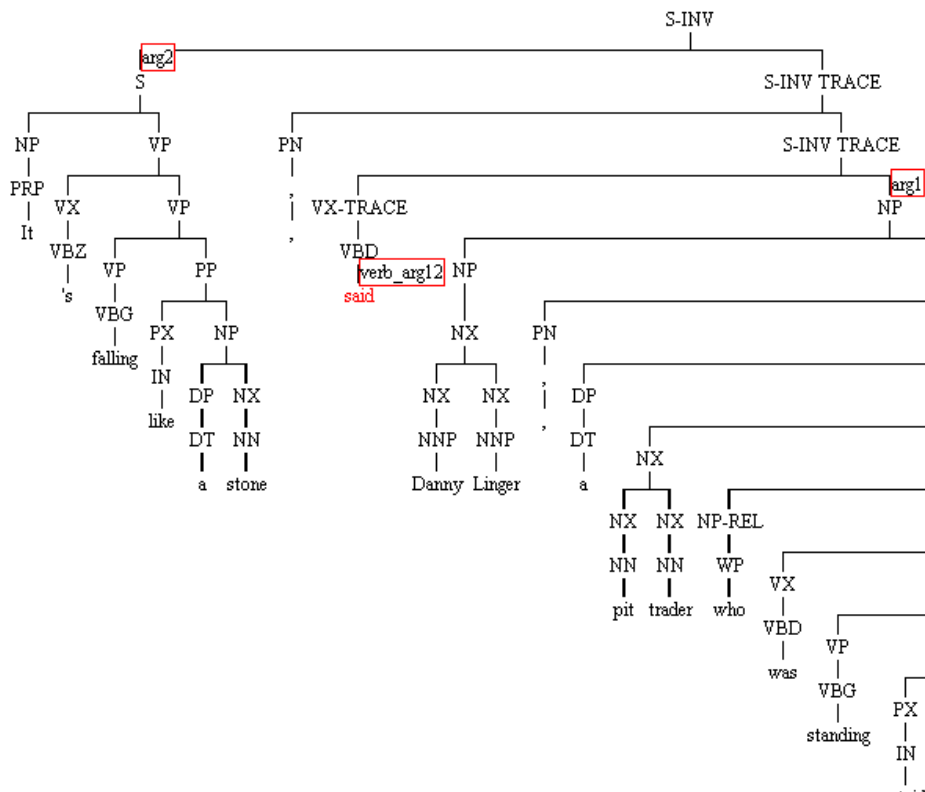 S-INV
arg2
S S-INV TRACE
NP VP PN S-INV TRACE
arg1
PRP VX VP , VX-TRACE NP
It VBZ , VBD
's VP PP verb_arg12 NP
said
VBG PX NP NX PN
falling
IN DP NX NX NX , DP
like
DT NN NNP NNP , DT
a stone Danny Linger a
NX
NX NX NP-REL
NN NN WP
pit trader who
VX
VBD VP
was
VBG
standing
PX
IN